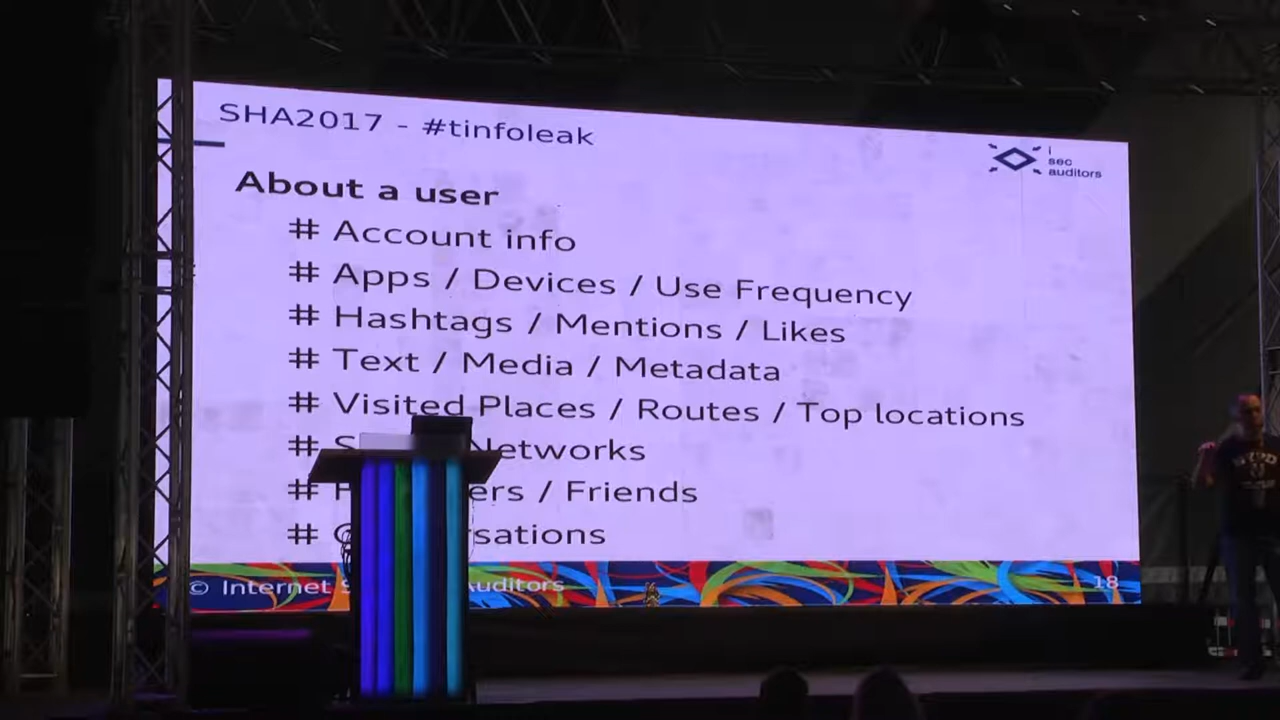 SHA2017 - #tinfoleak
i
sec
auditors
About a user
# Account info
# Apps / Devices / Use Frequency
# Hashtags / Mentions / Likes
# Text / Media / Metadata
# Visited Places / Routes / Top locations
# Networks
# / Friends
#
© Internet Auditors
18